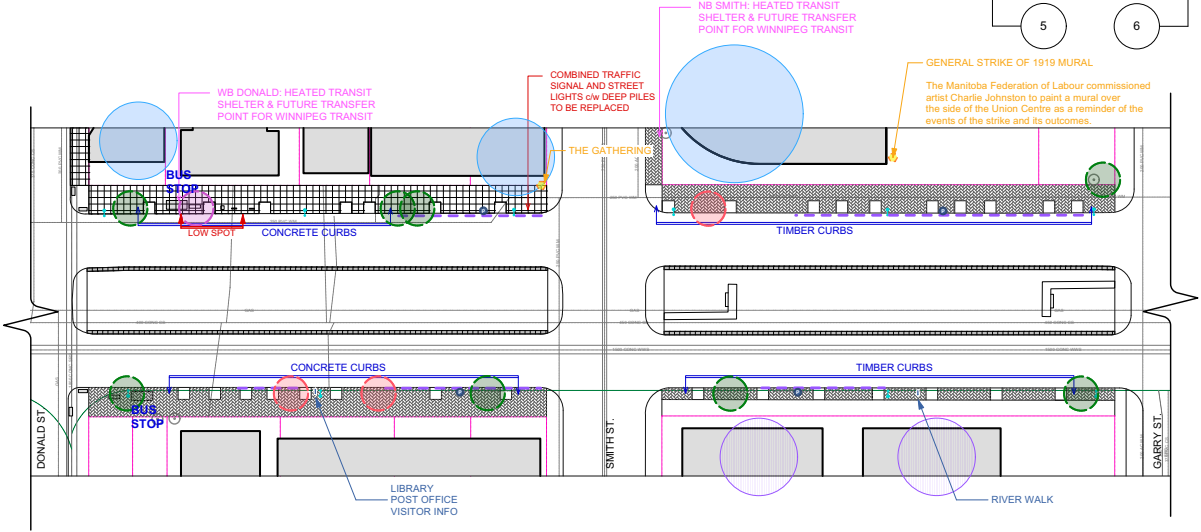 NB SMITH: HEATED TRANSIT
SHELTER & FUTURE TRANSFER
POINT FOR WINNIPEG TRANSIT
5
6
WB DONALD: HEATED TRANSIT
SHELTER & FUTURE TRANSFER
POINT FOR WINNIPEG TRANSIT
COMBINED TRAFFIC
SIGNAL AND STREET
LIGHTS c/w DEEP PILES
TO BE REPLACED
GENERAL STRIKE OF 1919 MURAL
The Manitoba Federation of Labour commissioned
artist Charlie Johnston to paint a mural over
the side of the Union Centre as a reminder of the
events of the strike and its outcomes.
THE GATHERING
BUS
STOP
LOW SPOT
CONCRETE CURBS
TIMBER CURBS
CONCRETE CURBS
TIMBER CURBS
BUS
STOP
DONALD ST.
SMITH ST.
GARRY ST.
LIBRARY
POST OFFICE
VISITOR INFO
RIVER WALK